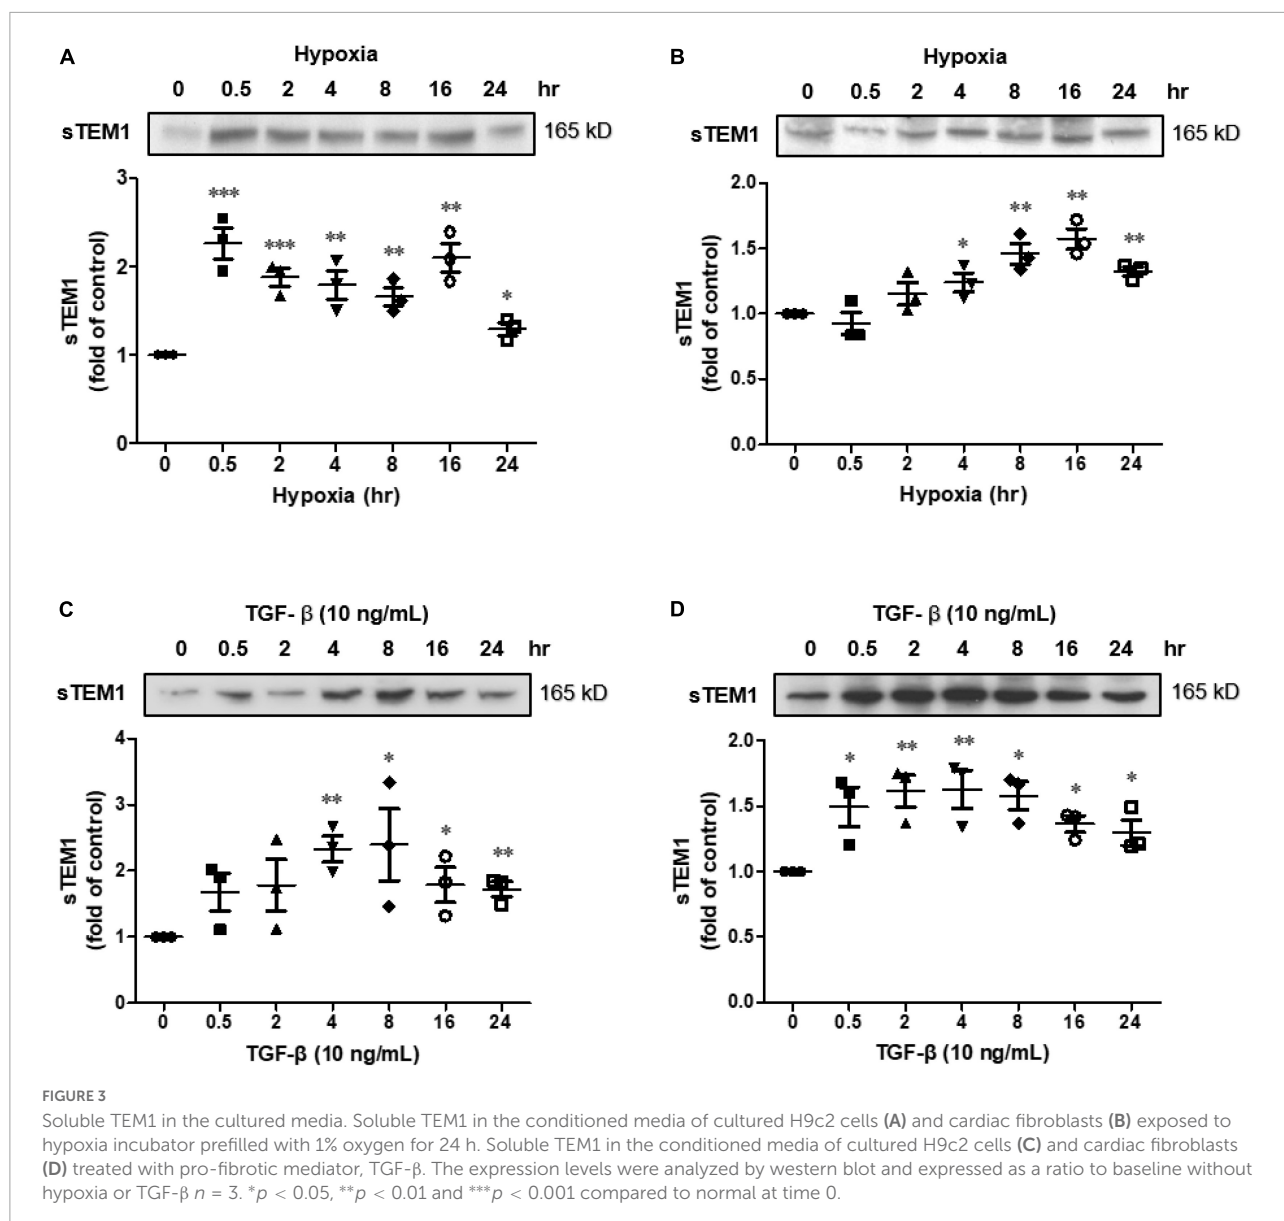 A
Hypoxia
0 0.5 2 4 8 16 24 hr
sTEM1 165 kD
3
2
1
0
sTEM1
(fold of control)
*** *** ** ** ** *
0 0.5 2 4 8 16 24
Hypoxia (hr)
B
Hypoxia
0 0.5 2 4 8 16 24 hr
sTEM1 165 kD
2.0
1.5
1.0
0.5
0.0
sTEM1
(fold of control)
* ** ** **
0 0.5 2 4 8 16 24
Hypoxia (hr)
C
TGF- β (10 ng/mL)
0 0.5 2 4 8 16 24 hr
sTEM1 165 kD
4
3
2
1
0
sTEM1
(fold of control)
** * * **
0 0.5 2 4 8 16 24
TGF-β (10 ng/mL)
D
TGF- β (10 ng/mL)
0 0.5 2 4 8 16 24 hr
sTEM1 165 kD
2.0
1.5
1.0
0.5
0.0
sTEM1
(fold of control)
* ** ** * * *
0 0.5 2 4 8 16 24
TGF-β (10 ng/mL)
FIGURE 3
Soluble TEM1 in the cultured media. Soluble TEM1 in the conditioned media of cultured H9c2 cells (A) and cardiac fibroblasts (B) exposed to
hypoxia incubator prefilled with 1% oxygen for 24 h. Soluble TEM1 in the conditioned media of cultured H9c2 cells (C) and cardiac fibroblasts
(D) treated with pro-fibrotic mediator, TGF-β. The expression levels were analyzed by western blot and expressed as a ratio to baseline without
hypoxia or TGF-β n = 3. *p < 0.05, **p < 0.01 and ***p < 0.001 compared to normal at time 0.